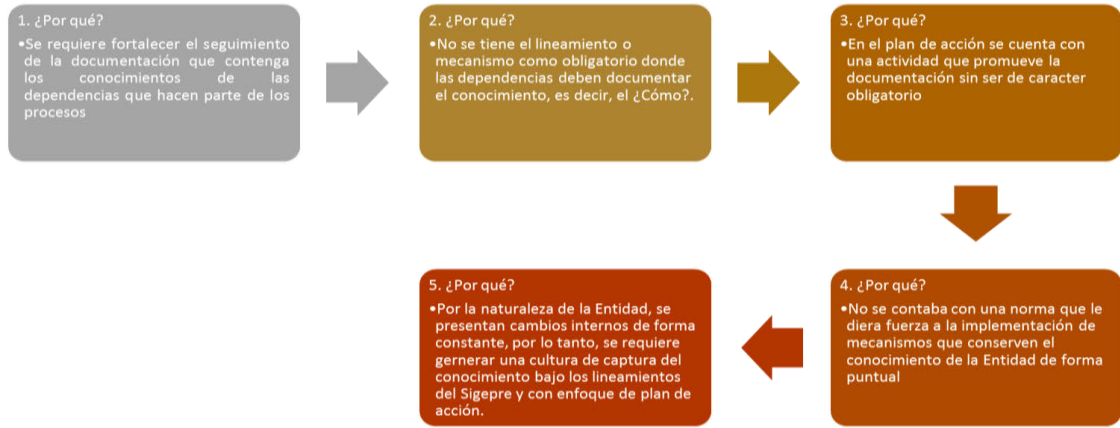 1. ¿Por qué?
•Se requiere fortalecer el seguimiento
de la documentación que contenga
los conocimientos de las
dependencias que hacen parte de los
procesos
2. ¿Por qué?
•No se tiene el lineamiento o
mecanismo como obligatorio donde
las dependencias deben documentar
el conocimiento, es decir, el ¿Cómo?.
3. ¿Por qué?
•En el plan de acción se cuenta con
una actividad que promueve la
documentación sin ser de caracter
obligatorio
4. ¿Por qué?
•No se contaba con una norma que le
diera fuerza a la implementación de
mecanismos que conserven el
conocimiento de la Entidad de forma
puntual
5. ¿Por qué?
•Por la naturaleza de la Entidad, se
presentan cambios internos de forma
constante, por lo tanto, se requiere
gernerar una cultura de captura del
conocimiento bajo los lineamientos
del Sigepre y con enfoque de plan de
acción.